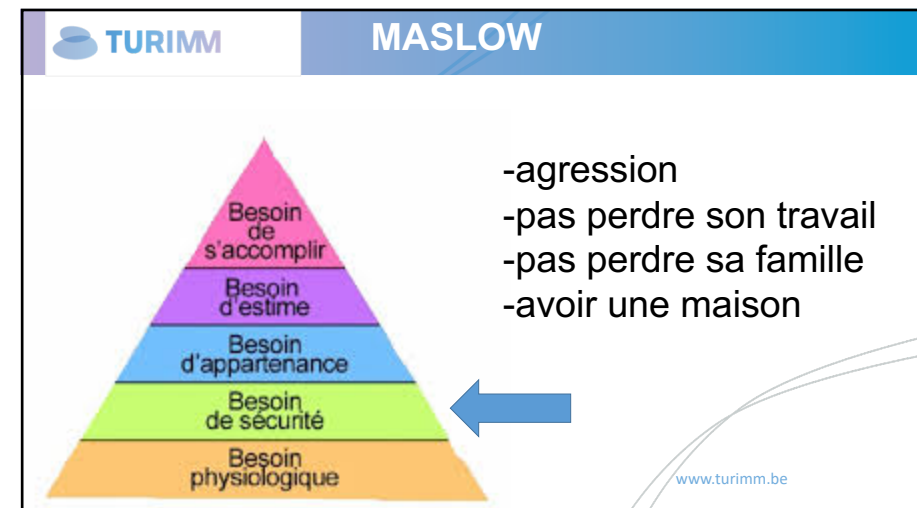 TURIMM
MASLOW
Besoin
de
s'accomplir
Besoin
d'estime
Besoin
d'appartenance
Besoin
de sécurité
Besoin
physiologique
-agression
-pas perdre son travail
-pas perdre sa famille
-avoir une maison
www.turimm.be